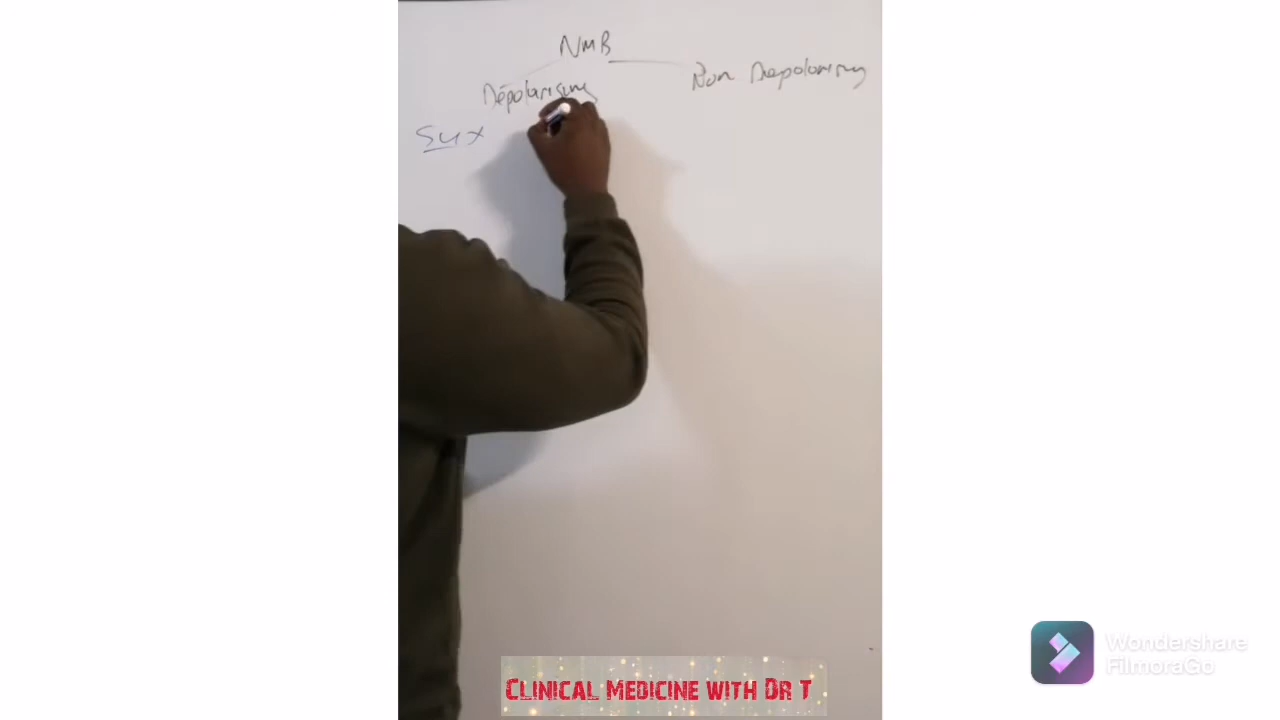 NMB
Depolarising
Non Depolarising
Sux
CLINICAL MEDICINE WITH DR T
Wondershare
FilmoraGo